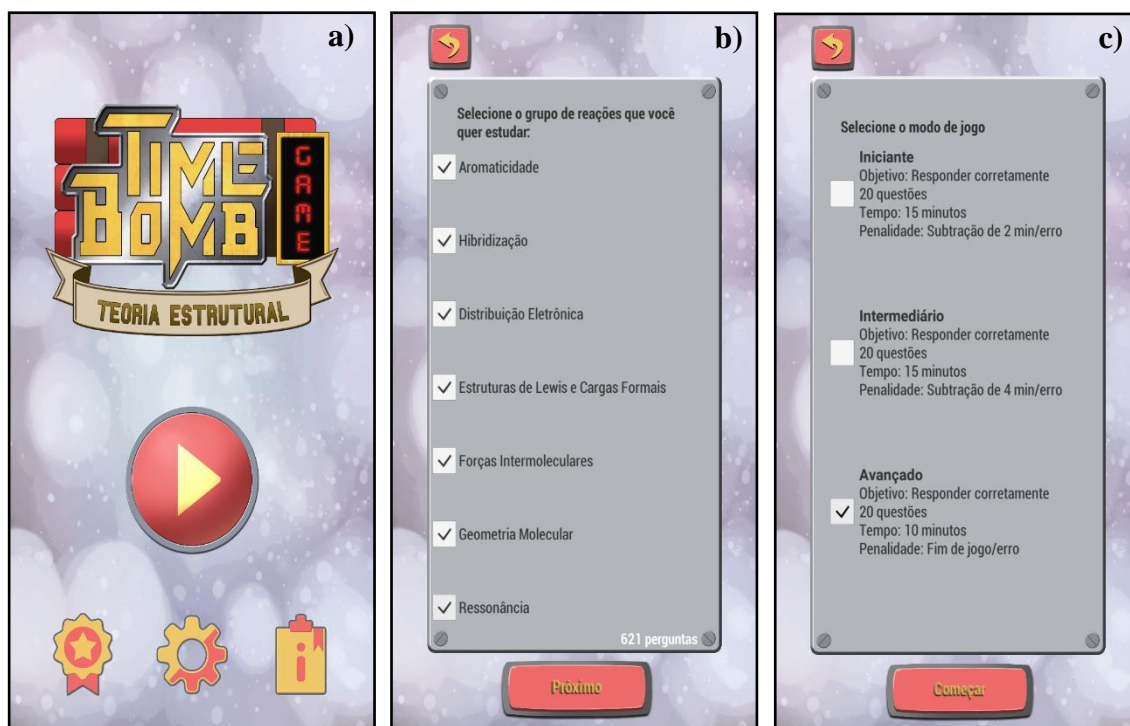 a)
TIME
BOMB
GAME
TEORIA ESTRUTURAL
b)
Selecione o grupo de reações que você
quer estudar:
Aromaticidade
Hibridização
Distribuição Eletrônica
Estruturas de Lewis e Cargas Formais
Forças Intermoleculares
Geometria Molecular
Ressonância
621 perguntas
Próximo
c)
Selecione o modo de jogo
Iniciante
Objetivo: Responder corretamente
20 questões
Tempo: 15 minutos
Penalidade: Subtração de 2 min/erro
Intermediário
Objetivo: Responder corretamente
20 questões
Tempo: 15 minutos
Penalidade: Subtração de 4 min/erro
Avançado
Objetivo: Responder corretamente
20 questões
Tempo: 10 minutos
Penalidade: Fim de jogo/erro
Começar